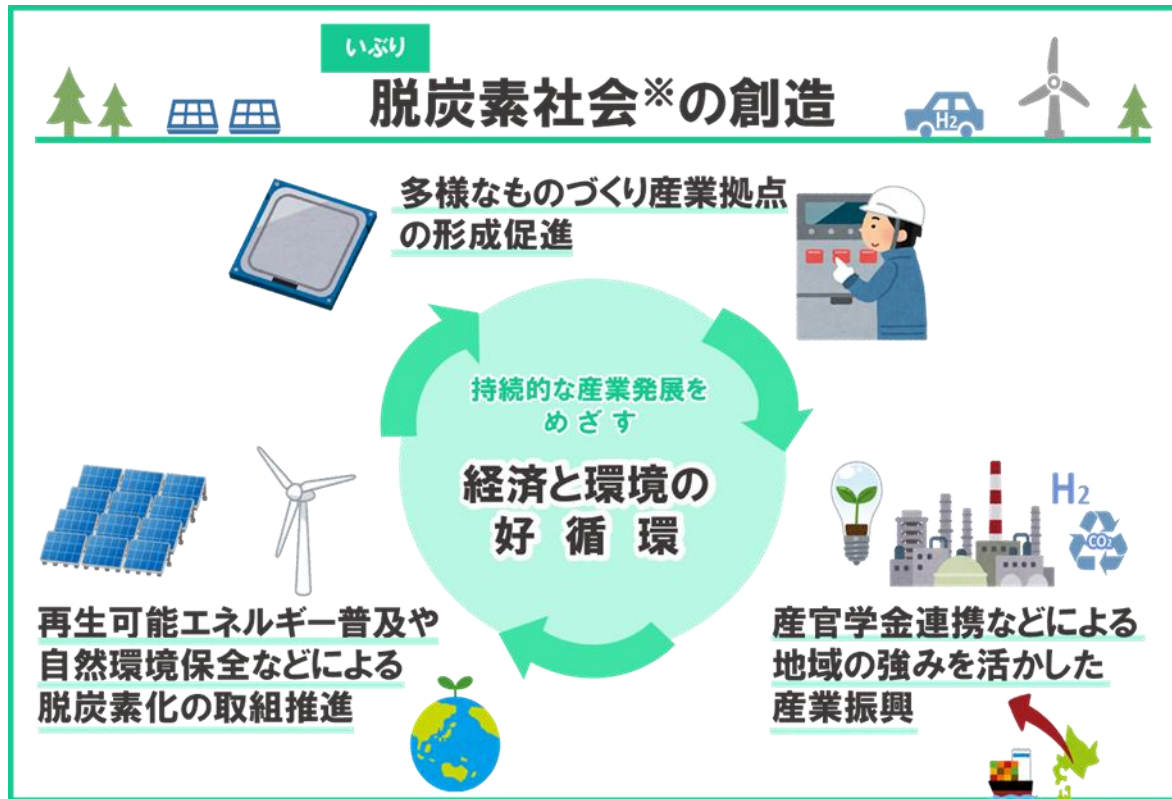 いぶり
脱炭素社会※の創造
H2
多様なものづくり産業拠点
の形成促進
持続的な産業発展を
めざす
経済と環境の
好循環
H2
CO2
再生可能エネルギー普及や
自然環境保全などによる
脱炭素化の取組推進
産官学金連携などによる
地域の強みを活かした
産業振興